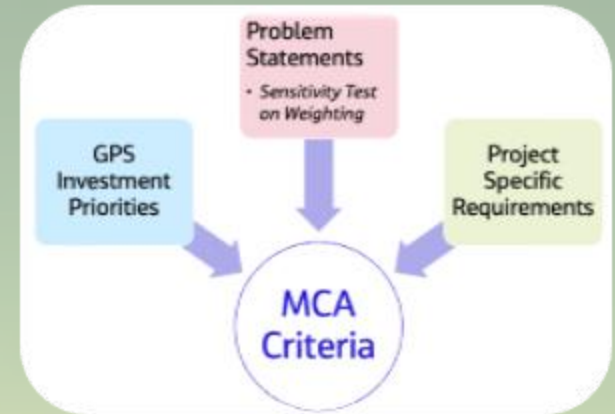 Problem
Statements
• Sensitivity Test
on Weighting
GPS
Investment
Priorities
Project
Specific
Requirements
MCA
Criteria